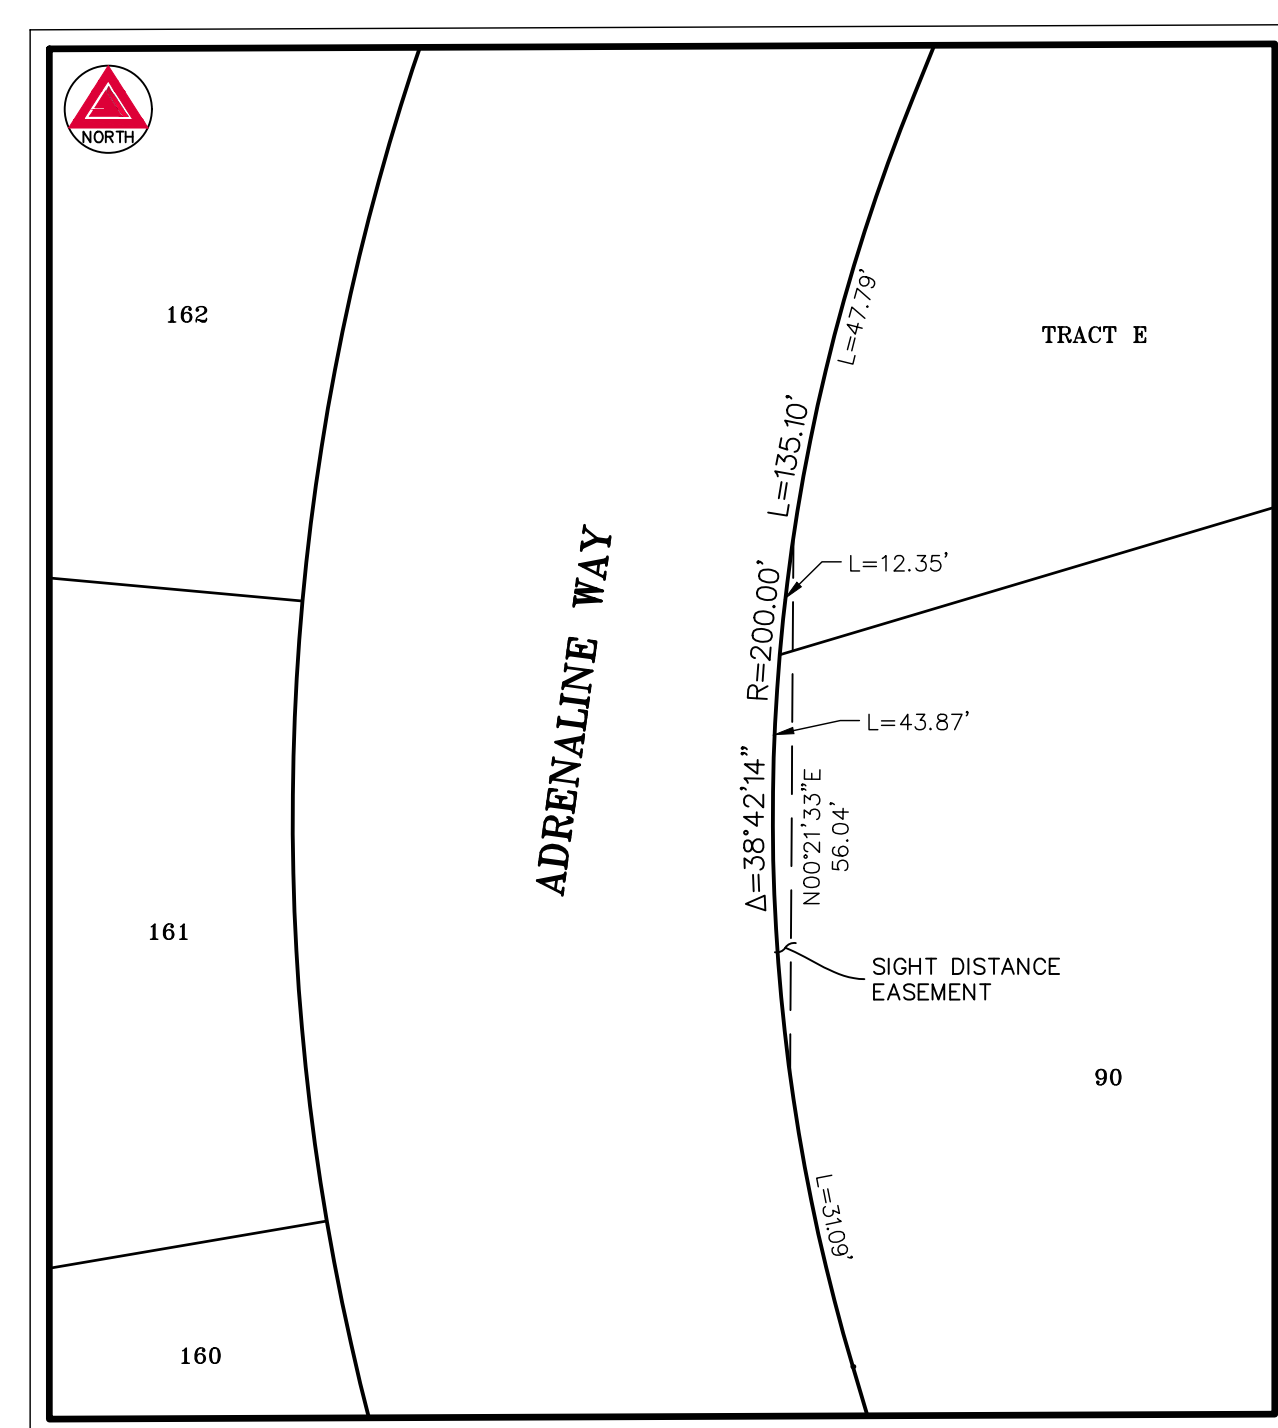 NORTH
162
TRACT E
L=47.79'
L=135.10'
L=12.35'
R=200.00'
ADRENALINE WAY
L=43.87'
Δ=38°42'14"
N00°21'33"E
56.04'
161
SIGHT DISTANCE
EASEMENT
90
L=31.09'
160